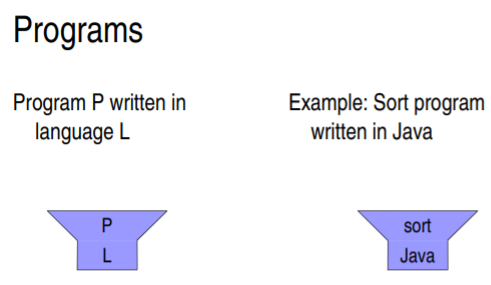 Programs
Program P written in
language L
Example: Sort program
written in Java
P
L
sort
Java